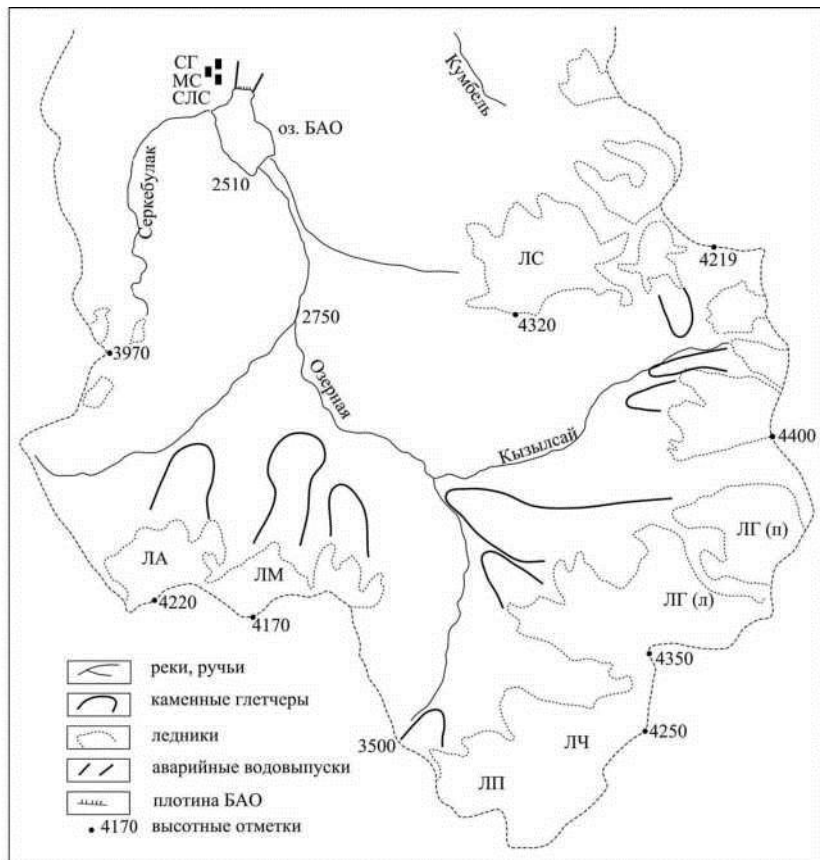 СГ
МС
СЛС
оз. БАО
Кумбель
Серкебулак
2510
ЛС
4219
4320
2750
3970
Озерная
Кызылсай
4400
ЛГ (п)
ЛА
ЛМ
ЛГ (л)
4220
4170
4350
4250
3500
ЛЧ
ЛП
реки, ручьи
каменные глетчеры
ледники
аварийные водовыпуски
плотина БАО
4170 высотные отметки